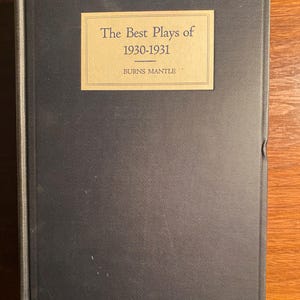 The Best Plays of
1930-1931
BURNS MANTLE